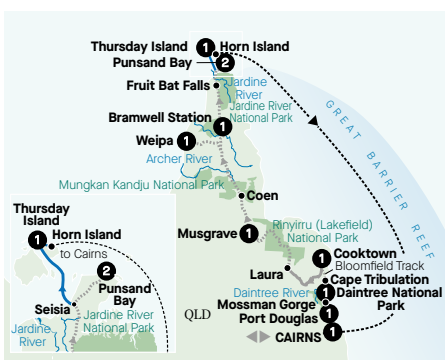 Thursday Island 1 Horn Island
Punsand Bay 2
Fruit Bat Falls
Jardine
River
Jardine River
National Park
Bramwell Station 1
Weipa 1
Archer River
Mungkan Kandju National Park
Coen
GREAT BARRIER REEF
Musgrave 1
Rinyirru (Lakefield)
National Park
Cooktown
1
Bloomfield Track
Laura
Cape Tribulation
Daintree River
1 Daintree National
Park
Mossman Gorge 1
Port Douglas 1
QLD
CAIRNS 1
Thursday
Island
1 Horn Island
to Cairns
2
Punsand
Bay
Seisia
Jardine River
National Park
Jardine
River